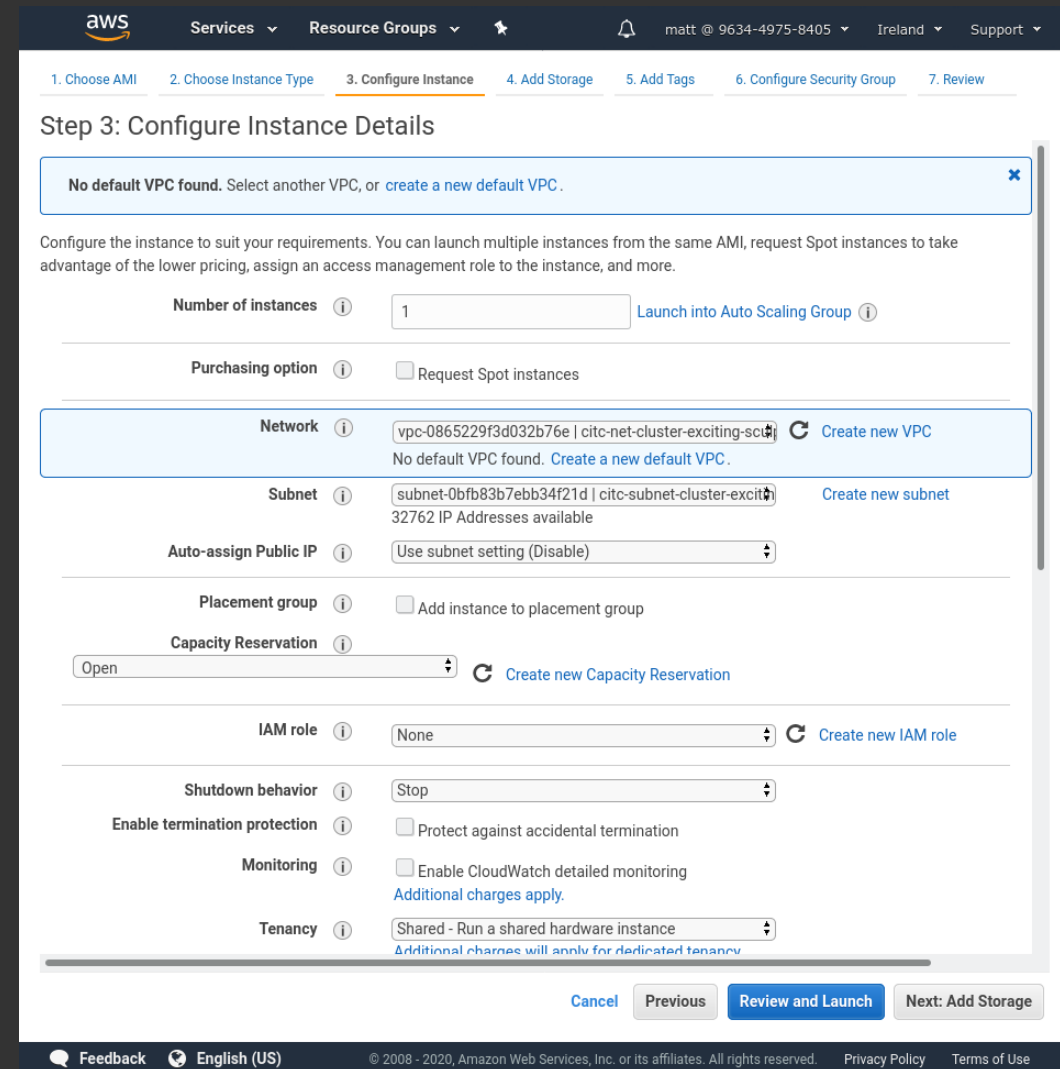 aws Services Resource Groups matt @ 9634-4975-8405 Ireland Support
1. Choose AMI 2. Choose Instance Type 3. Configure Instance 4. Add Storage 5. Add Tags 6. Configure Security Group 7. Review
Step 3: Configure Instance Details
No default VPC found. Select another VPC, or create a new default VPC.
Configure the instance to suit your requirements. You can launch multiple instances from the same AMI, request Spot instances to take
advantage of the lower pricing, assign an access management role to the instance, and more.
Number of instances i 1 Launch into Auto Scaling Group i
Purchasing option i Request Spot instances
Network i vpc-0865229f3d032b76e | citc-net-cluster-exciting- Create new VPC
No default VPC found. Create a new default VPC.
Subnet i subnet-0bfb83b7ebb34f21d | citc-subnet-cluster- Create new subnet
32762 IP Addresses available
Auto-assign Public IP i Use subnet setting (Disable)
Placement group i Add instance to placement group
Capacity Reservation i
Open Create new Capacity Reservation
IAM role i None Create new IAM role
Shutdown behavior i Stop
Enable termination protection i Protect against accidental termination
Monitoring i Enable CloudWatch detailed monitoring
Additional charges apply.
Tenancy i Shared - Run a shared hardware instance
Additional charges will apply for dedicated tenancy
Cancel Previous Review and Launch Next: Add Storage
Feedback English (US) © 2008 - 2020, Amazon Web Services, Inc. or its affiliates. All rights reserved. Privacy Policy Terms of Use